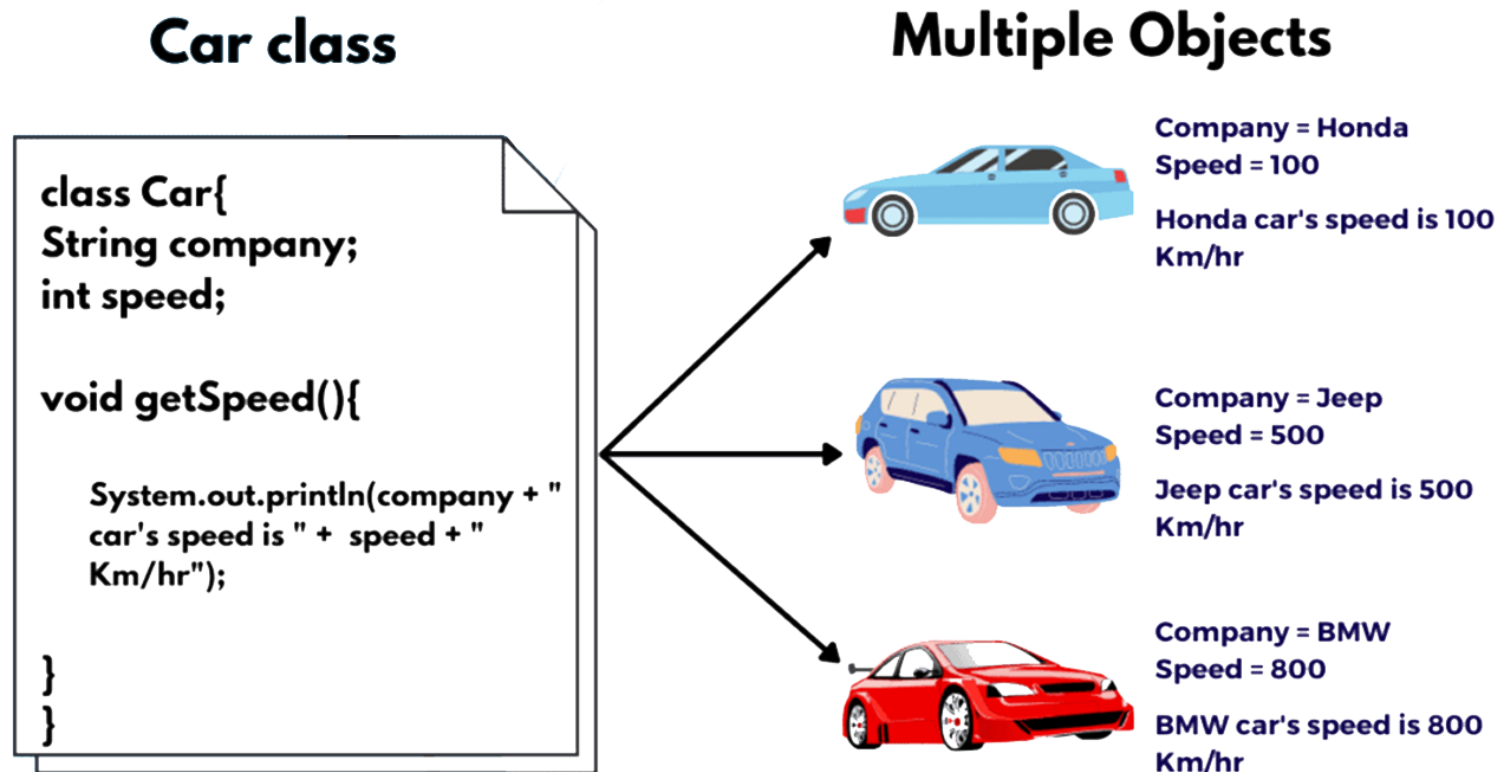 Car class
class Car{
String company;
int speed;
void getSpeed(){
System.out.println(company + "
car's speed is " + speed + "
Km/hr");
}
}
Multiple Objects
Company = Honda
Speed = 100
Honda car's speed is 100
Km/hr
Company = Jeep
Speed = 500
Jeep car's speed is 500
Km/hr
Company = BMW
Speed = 800
BMW car's speed is 800
Km/hr